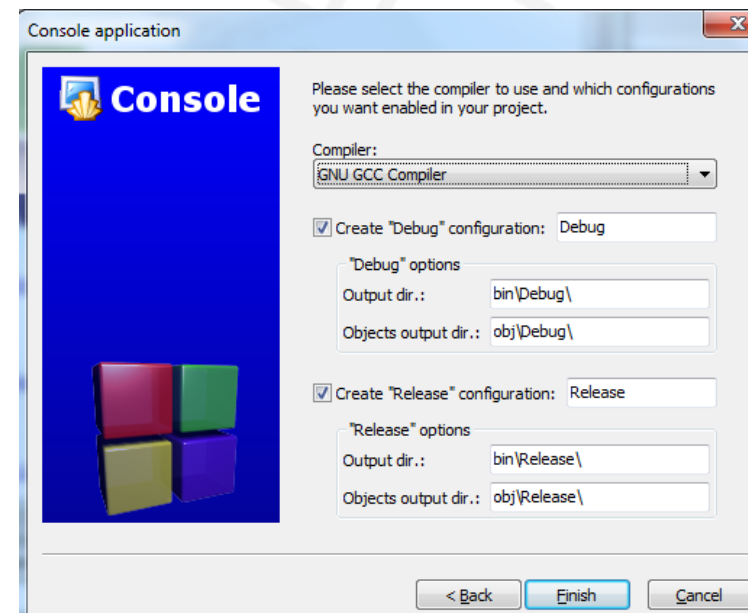 Console application
Console
Please select the compiler to use and which configurations
you want enabled in your project.
Compiler:
GNU GCC Compiler
Create "Debug" configuration: Debug
"Debug" options
Output dir.: bin\Debug\
Objects output dir.: obj\Debug\
Create "Release" configuration: Release
"Release" options
Output dir.: bin\Release\
Objects output dir.: obj\Release\
< Back Finish Cancel